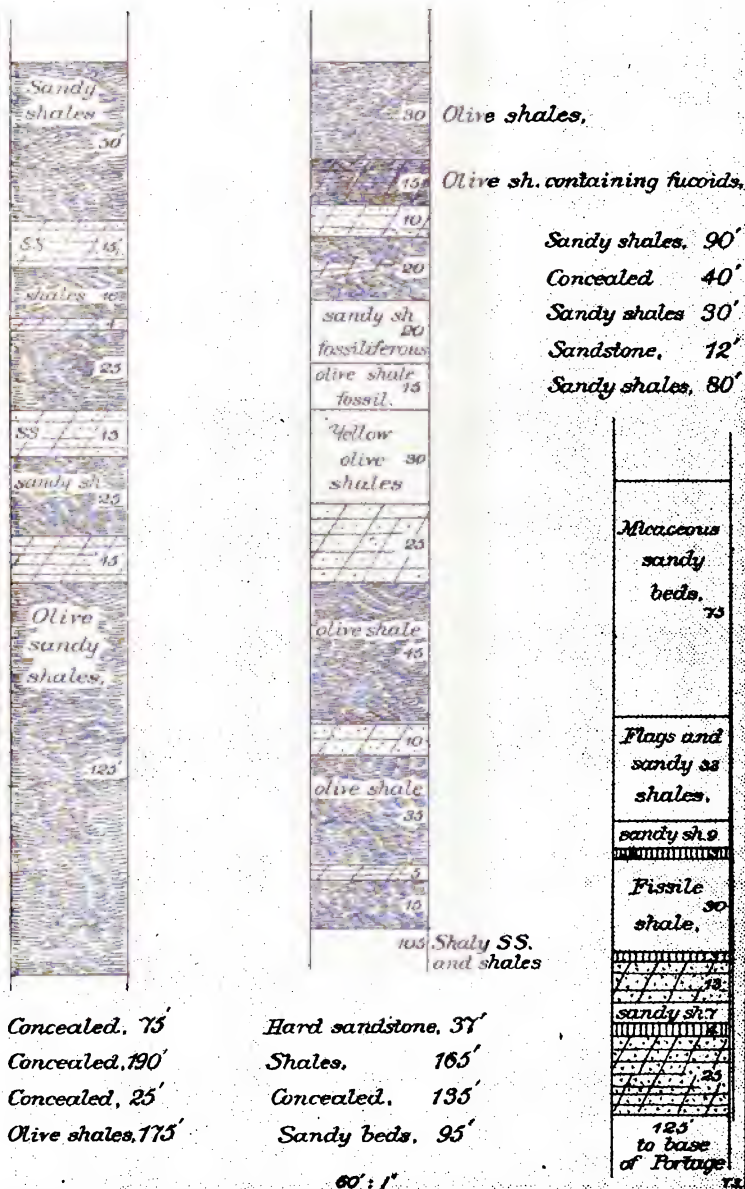 Sandy
shales
50'
SS 15'
shales
4
25
SS 15
sandy sh
25
15
Olive
sandy
shales,
125'
Concealed, 75'
Concealed, 190'
Concealed, 25'
Olive shales, 175'
30 Olive shales,
15 Olive sh. containing fucoids,
10
20
sandy sh
20
fossiliferous
olive shale
15
fossil.
Yellow
olive 30
shales
25
olive shale
45
10
olive shale
35
5
15
105 Shaly SS.
and shales
Hard sandstone, 37'
Shales, 165'
Concealed, 135'
Sandy beds, 95'
60' : 1"
Sandy shales, 90'
Concealed 40'
Sandy shales 30'
Sandstone, 12'
Sandy shales, 80'
Micaceous
sandy
beds,
75
Flags and
sandy 33
shales,
sandy sh. 9
Fissile
30
shale,
sandy sh. 7
25
125'
to base
of Portage